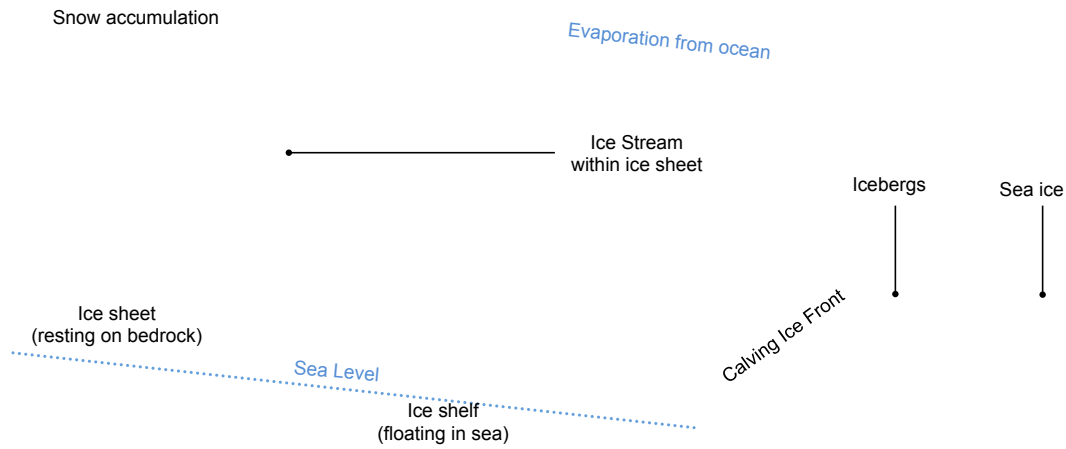 Snow accumulation
Evaporation from ocean
Ice Stream
within ice sheet
Icebergs
Sea ice
Calving Ice Front
Ice sheet
(resting on bedrock)
Sea Level
Ice shelf
(floating in sea)